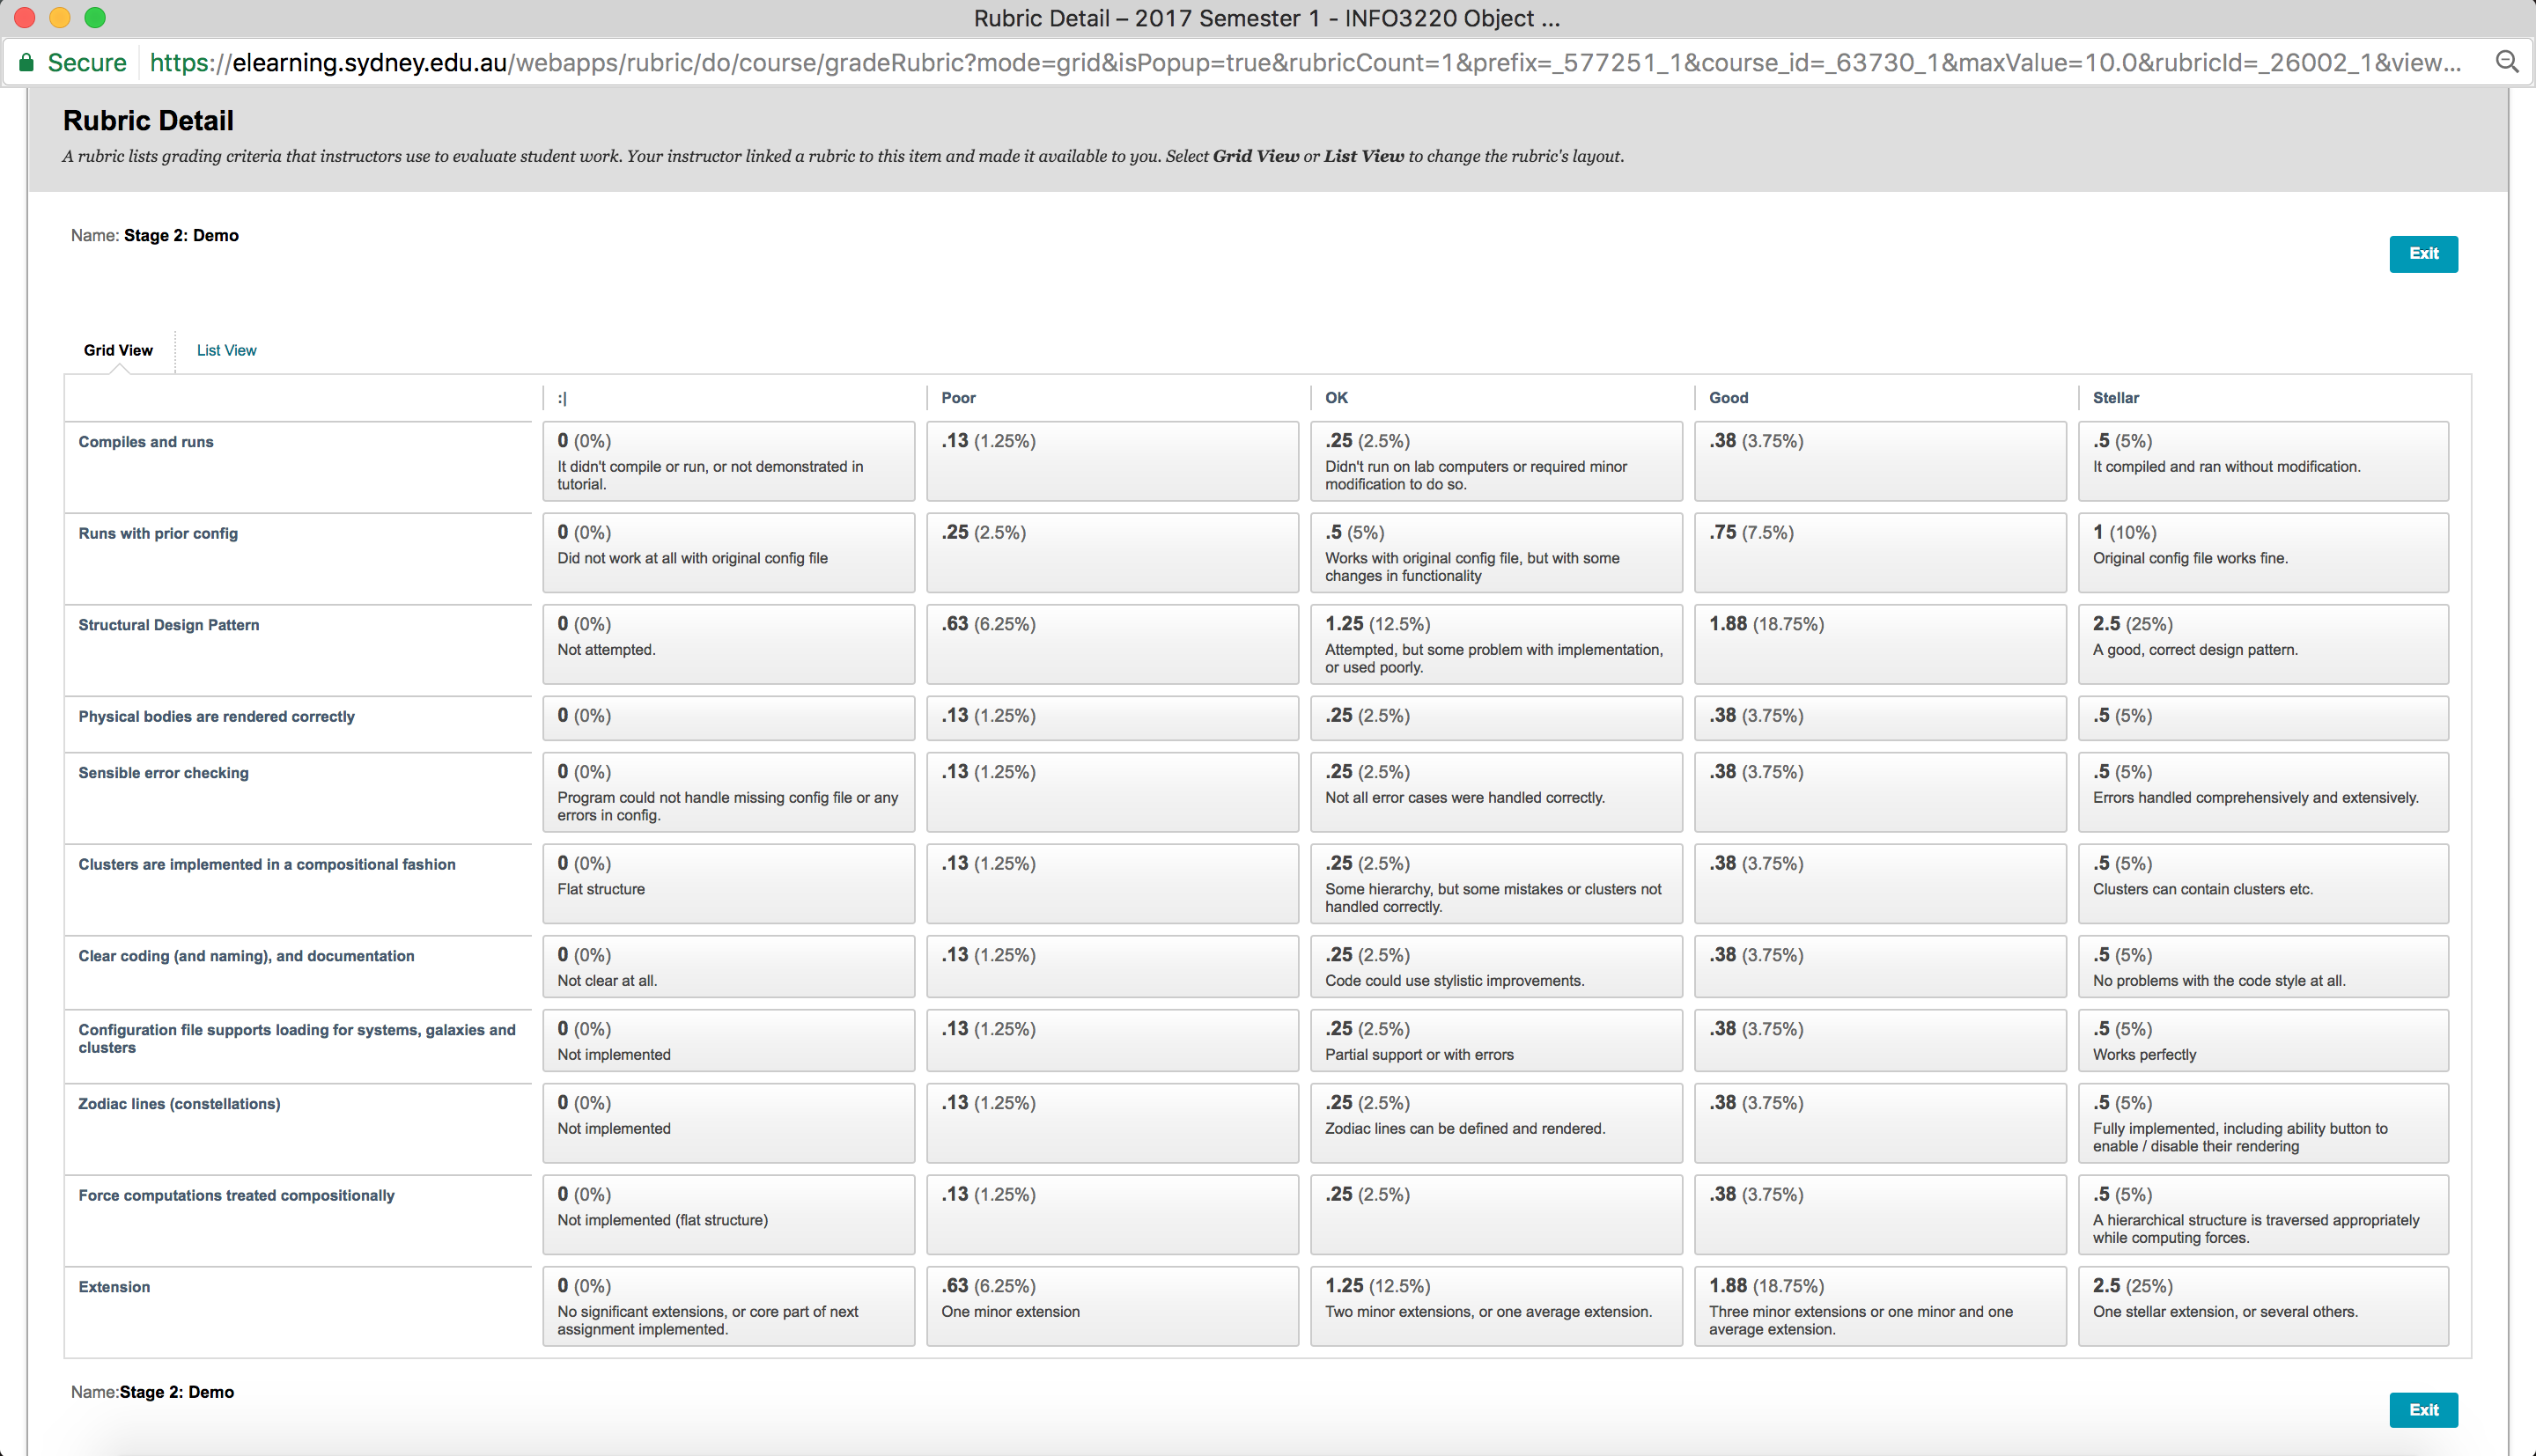 Rubric Detail – 2017 Semester 1 - INFO3220 Object ...
Secure https://elearning.sydney.edu.au/webapps/rubric/do/course/gradeRubric?mode=grid&isPopup=true&rubricCount=1&prefix=_577251_1&course_id=_63730_1&maxValue=10.0&rubricId=_26002_1&view...
Rubric Detail
A rubric lists grading criteria that instructors use to evaluate student work. Your instructor linked a rubric to this item and made it available to you. Select Grid View or List View to change the rubric's layout.
Name: Stage 2: Demo
Exit
Grid View List View
:| Poor OK Good Stellar
Compiles and runs
0 (0%)
It didn't compile or run, or not demonstrated in
tutorial.
.13 (1.25%)
.25 (2.5%)
Didn't run on lab computers or required minor
modification to do so.
.38 (3.75%)
.5 (5%)
It compiled and ran without modification.
Runs with prior config
0 (0%)
Did not work at all with original config file
.25 (2.5%)
.5 (5%)
Works with original config file, but with some
changes in functionality
.75 (7.5%)
1 (10%)
Original config file works fine.
Structural Design Pattern
0 (0%)
Not attempted.
.63 (6.25%)
1.25 (12.5%)
Attempted, but some problem with implementation,
or used poorly.
1.88 (18.75%)
2.5 (25%)
A good, correct design pattern.
Physical bodies are rendered correctly
0 (0%)
.13 (1.25%)
.25 (2.5%)
.38 (3.75%)
.5 (5%)
Sensible error checking
0 (0%)
Program could not handle missing config file or any
errors in config.
.13 (1.25%)
.25 (2.5%)
Not all error cases were handled correctly.
.38 (3.75%)
.5 (5%)
Errors handled comprehensively and extensively.
Clusters are implemented in a compositional fashion
0 (0%)
Flat structure
.13 (1.25%)
.25 (2.5%)
Some hierarchy, but some mistakes or clusters not
handled correctly.
.38 (3.75%)
.5 (5%)
Clusters can contain clusters etc.
Clear coding (and naming), and documentation
0 (0%)
Not clear at all.
.13 (1.25%)
.25 (2.5%)
Code could use stylistic improvements.
.38 (3.75%)
.5 (5%)
No problems with the code style at all.
Configuration file supports loading for systems, galaxies and
clusters
0 (0%)
Not implemented
.13 (1.25%)
.25 (2.5%)
Partial support or with errors
.38 (3.75%)
.5 (5%)
Works perfectly
Zodiac lines (constellations)
0 (0%)
Not implemented
.13 (1.25%)
.25 (2.5%)
Zodiac lines can be defined and rendered.
.38 (3.75%)
.5 (5%)
Fully implemented, including ability button to
enable / disable their rendering
Force computations treated compositionally
0 (0%)
Not implemented (flat structure)
.13 (1.25%)
.25 (2.5%)
.38 (3.75%)
.5 (5%)
A hierarchical structure is traversed appropriately
while computing forces.
Extension
0 (0%)
No significant extensions, or core part of next
assignment implemented.
.63 (6.25%)
One minor extension
1.25 (12.5%)
Two minor extensions, or one average extension.
1.88 (18.75%)
Three minor extensions or one minor and one
average extension.
2.5 (25%)
One stellar extension, or several others.
Name:Stage 2: Demo
Exit